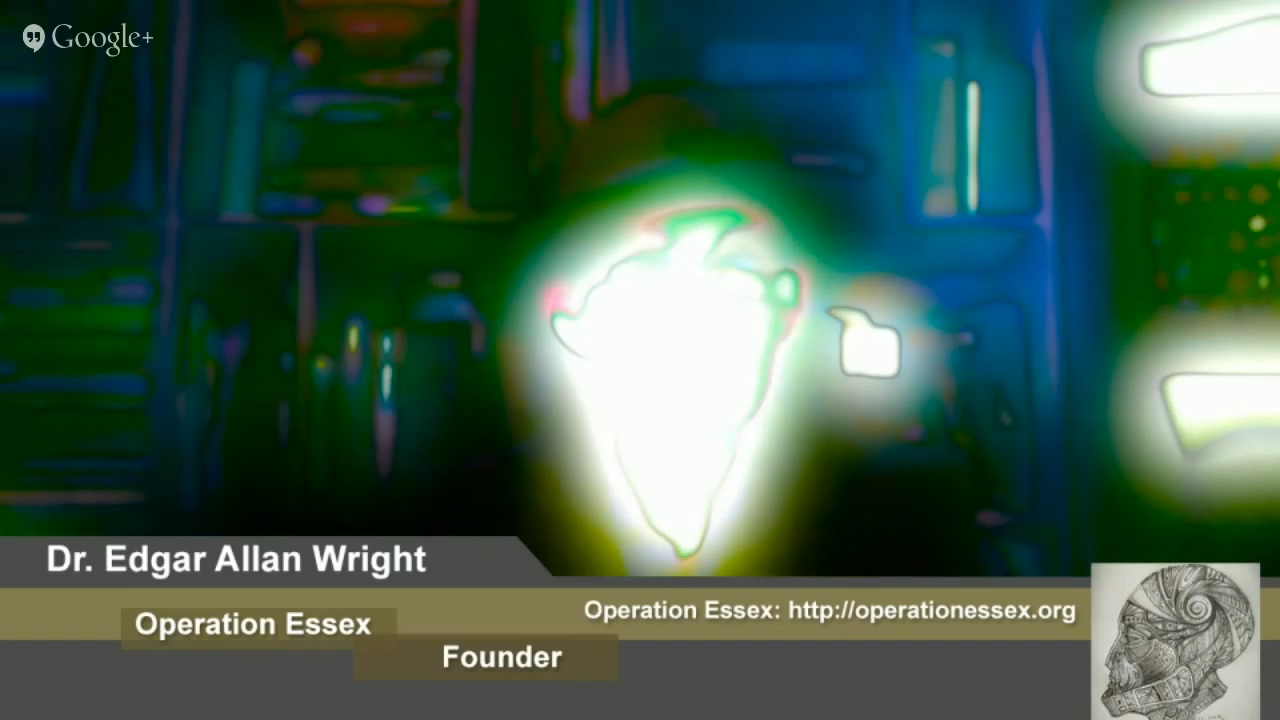 Google+
Dr. Edgar Allan Wright
Operation Essex
Operation Essex: http://operationessex.org
Founder